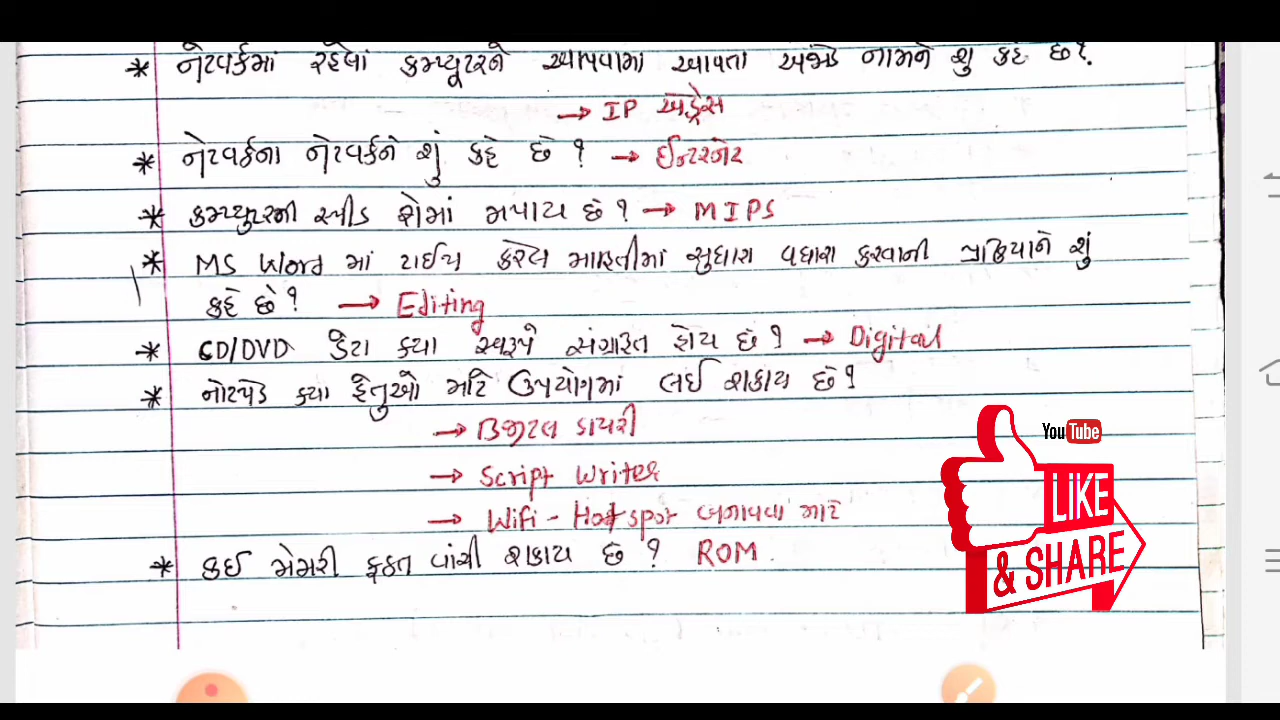 * નેટવર્કમાં રહેલાં કમ્પ્યૂટરને આપવામાં આવતા અજોડ નામને શું કહે છે?
→ IP એડ્રેસ
* નેટવર્કના નેટવર્કને શું કહે છે ? → ઈન્ટરનેટ
* કમ્પ્યુટરની સ્પીડ શેમાં મપાય છે ? → MIPS
* MS Word માં ટાઈપ કરેલ માહિતીમાં સુધારા વધારા કરવાની પ્રક્રિયાને શું
કહે છે ? → Editing
* CD/DVD ડેટા ક્યા સ્વરૂપે સંગ્રહિત હોય છે ? → Digital
* નોટપેડ ક્યા હેતુઓ માટે ઉપયોગમાં લઈ શકાય છે ?
→ ડિજીટલ ડાયરી
→ Script Writer
→ Wifi - Hotspot બનાવવા માટે
* કઈ મેમરી ફક્ત વાંચી શકાય છે ? ROM
YouTube
LIKE
& SHARE